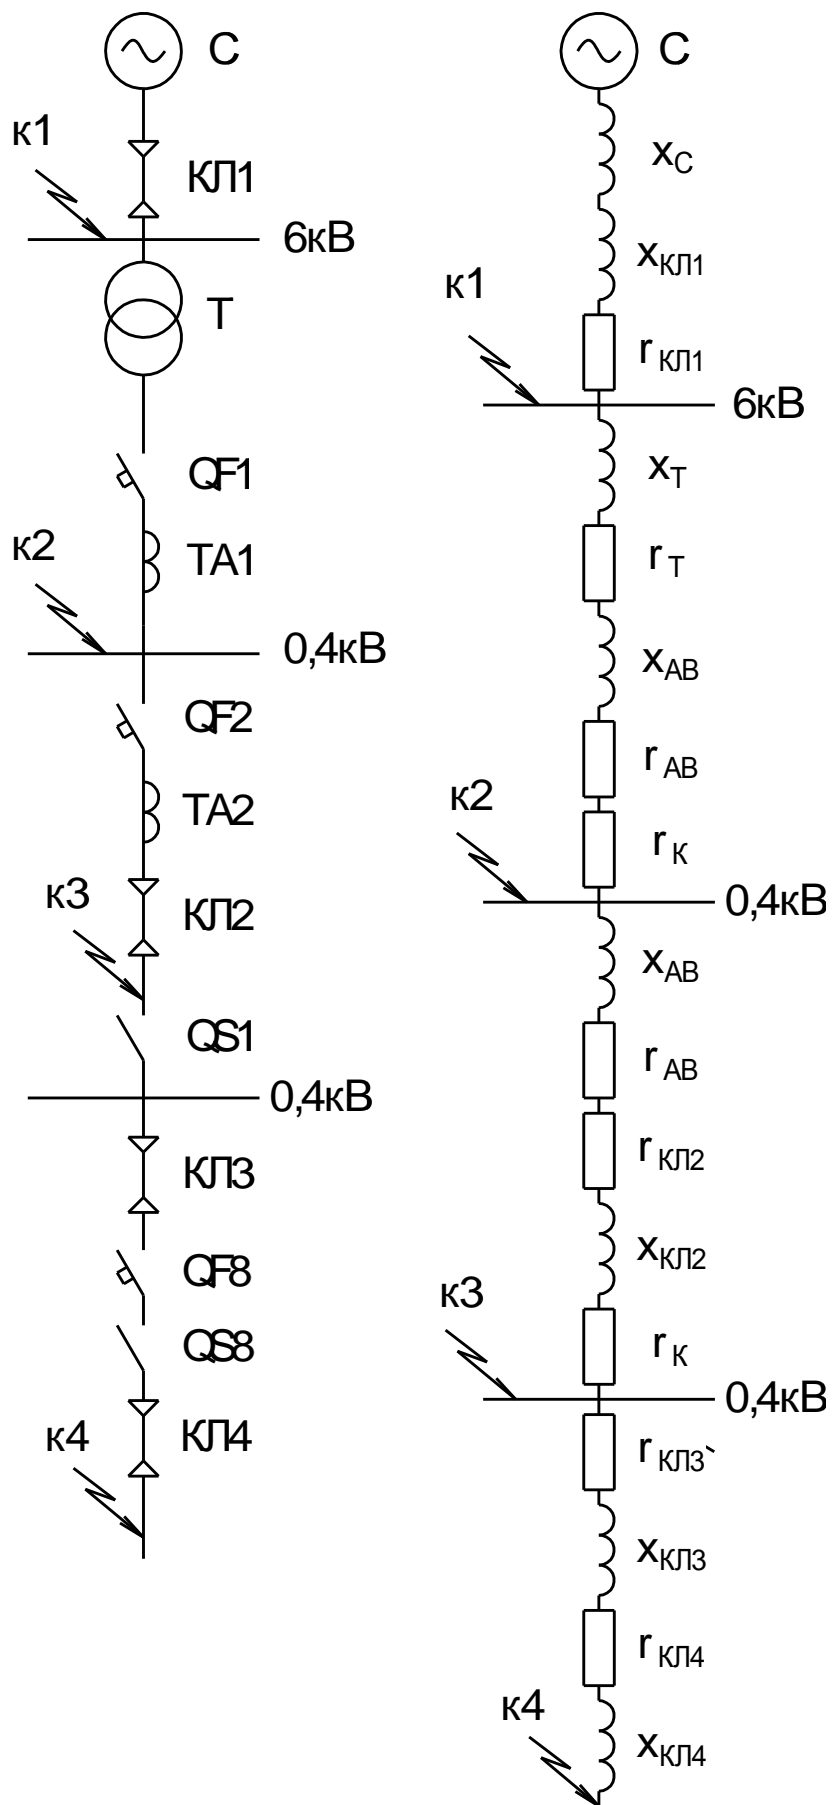 С
к1
КЛ1
6кВ
Т
QF1
к2
ТА1
0,4кВ
QF2
ТА2
к3
КЛ2
QS1
0,4кВ
КЛ3
QF8
QS8
к4
КЛ4
С
xС
xКЛ1
к1
rКЛ1
6кВ
xТ
rТ
xАВ
rАВ
к2
rК
0,4кВ
xАВ
rАВ
rКЛ2
xКЛ2
к3
rК
0,4кВ
rКЛ3`
xКЛ3
rКЛ4
к4
xКЛ4